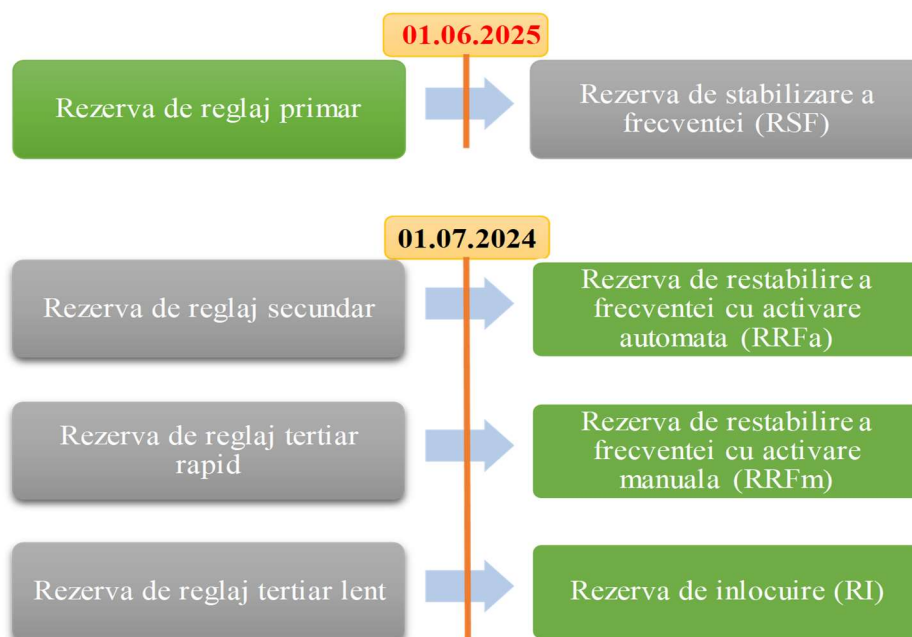 01.06.2025
Rezerva de reglaj primar
Rezerva de stabilizare a
frecventei (RSF)
01.07.2024
Rezerva de reglaj secundar
Rezerva de restabilire a
frecventei cu activare
automata (RRFa)
Rezerva de reglaj tertiar
rapid
Rezerva de restabilire a
frecventei cu activare
manuala (RRFm)
Rezerva de reglaj tertiar lent
Rezerva de inlocuire (RI)